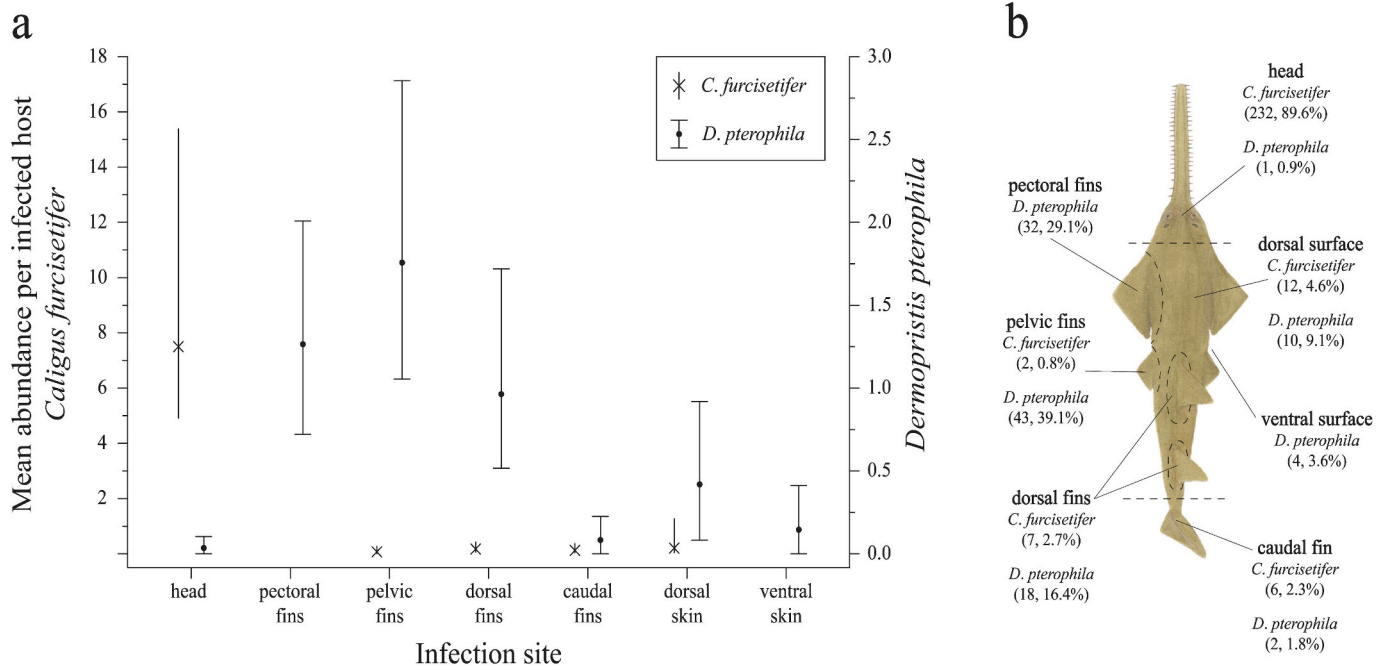 a
Mean abundance per infected host
Caligus furcisetifer
18
16
14
12
10
8
6
4
2
3.0
2.5
2.0
1.5
1.0
0.5
0.0
Dermopristis pterophila
C. furcisetifer
D. pterophila
head
pectoral
fins
pelvic
fins
dorsal
fins
caudal
fins
dorsal
skin
ventral
skin
Infection site
b
head
C. furcisetifer
(232, 89.6%)
D. pterophila
(1, 0.9%)
pectoral fins
D. pterophila
(32, 29.1%)
dorsal surface
C. furcisetifer
(12, 4.6%)
D. pterophila
(10, 9.1%)
pelvic fins
C. furcisetifer
(2, 0.8%)
D. pterophila
(43, 39.1%)
ventral surface
D. pterophila
(4, 3.6%)
dorsal fins
C. furcisetifer
(7, 2.7%)
D. pterophila
(18, 16.4%)
caudal fin
C. furcisetifer
(6, 2.3%)
D. pterophila
(2, 1.8%)